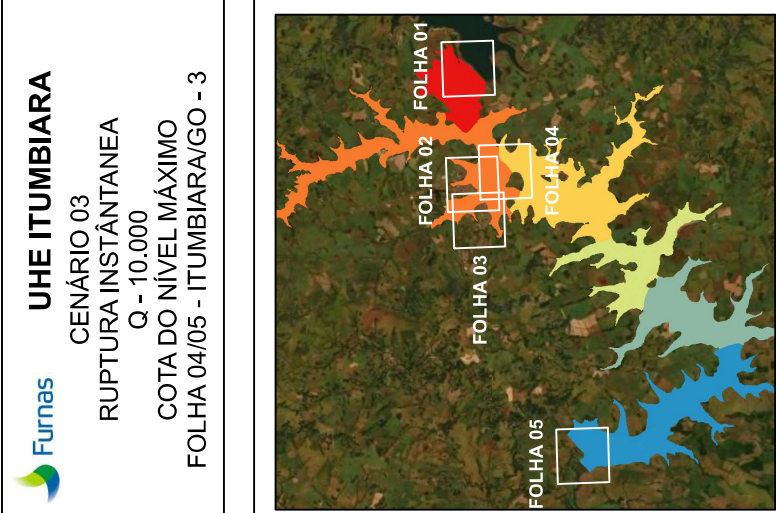 Furnas
UHE ITUMBIARA
CENÁRIO 03
RUPTURA INSTÂNTANEA
Q - 10.000
COTA DO NÍVEL MÁXIMO
FOLHA 04/05 - ITUMBIARA/GO - 3
FOLHA 01
FOLHA 02
FOLHA 04
FOLHA 03
FOLHA 05